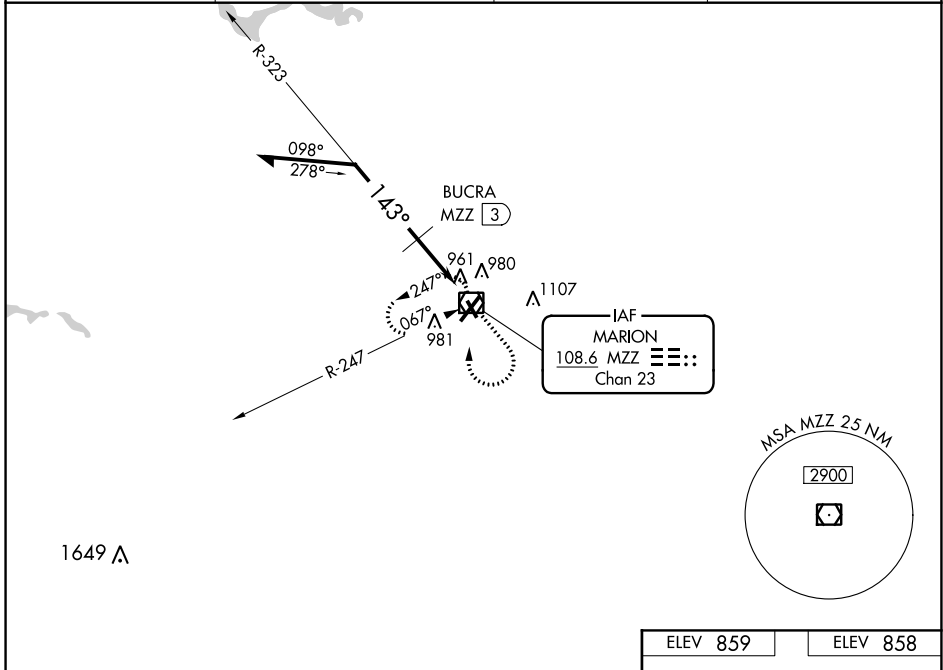 R-323
098°
278°
143°
BUCRA
MZZ 3
961
980
247°
1107
067°
981
IAF
MARION
108.6 MZZ
Chan 23
R-247
MSA MZZ 25 NM
2900
1649
ELEV 859
ELEV 858